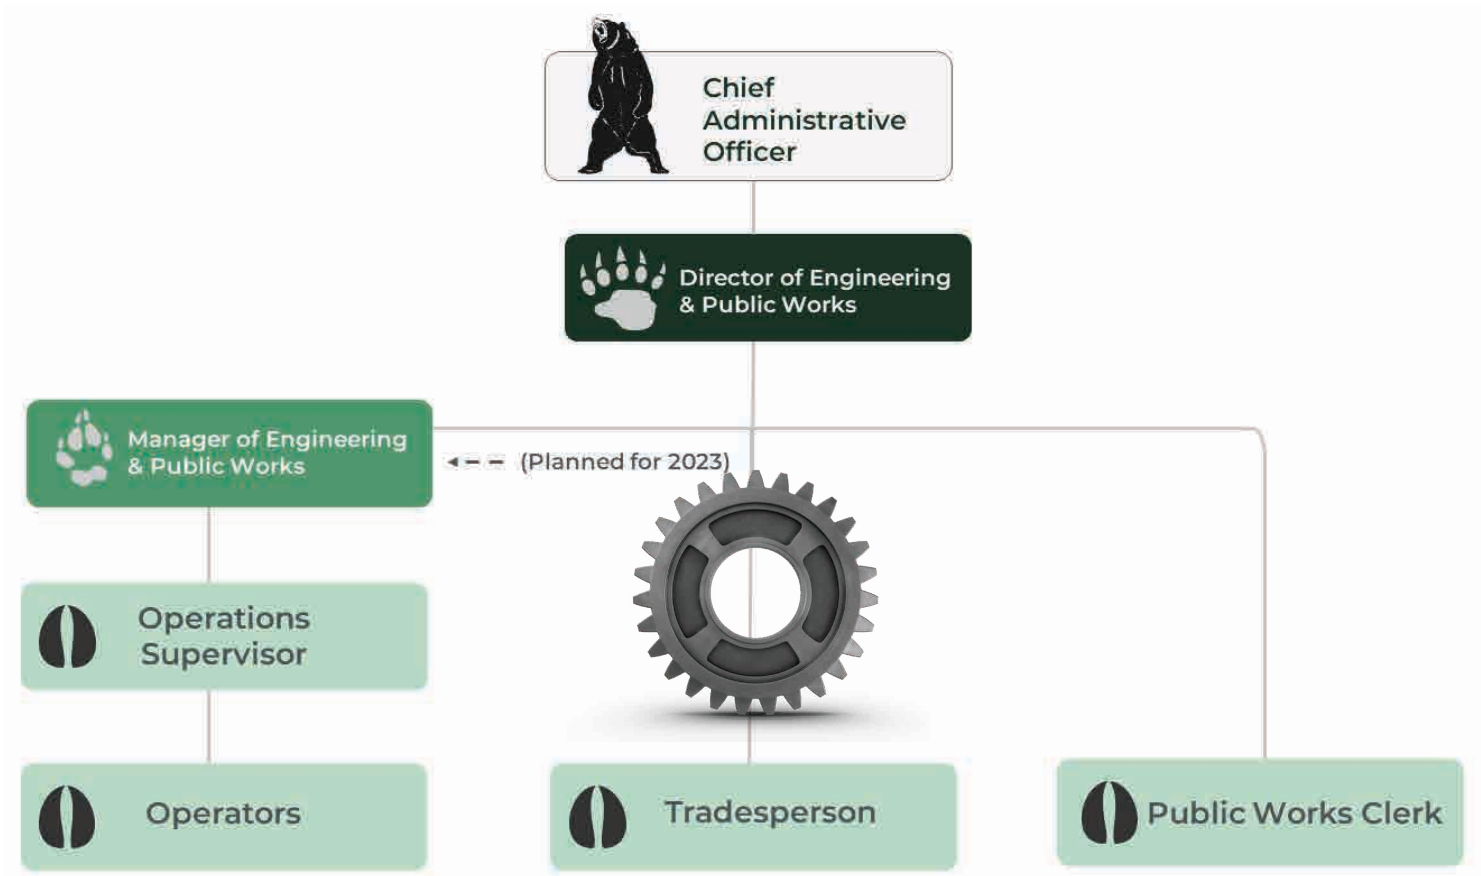 Chief
Administrative
Officer
Director of Engineering
& Public Works
Manager of Engineering
& Public Works
(Planned for 2023)
Operations
Supervisor
Operators
Tradesperson
Public Works Clerk